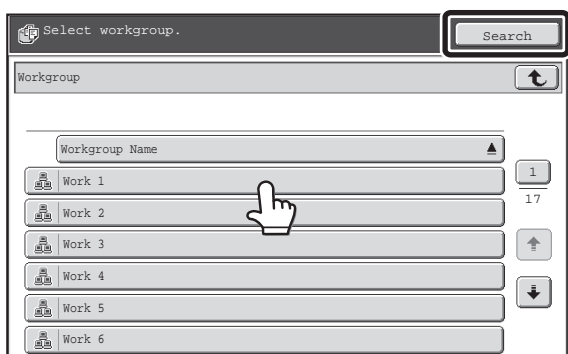 Select workgroup.
Search
Workgroup
Workgroup Name
Work 1
1
17
Work 2
Work 3
Work 4
Work 5
Work 6